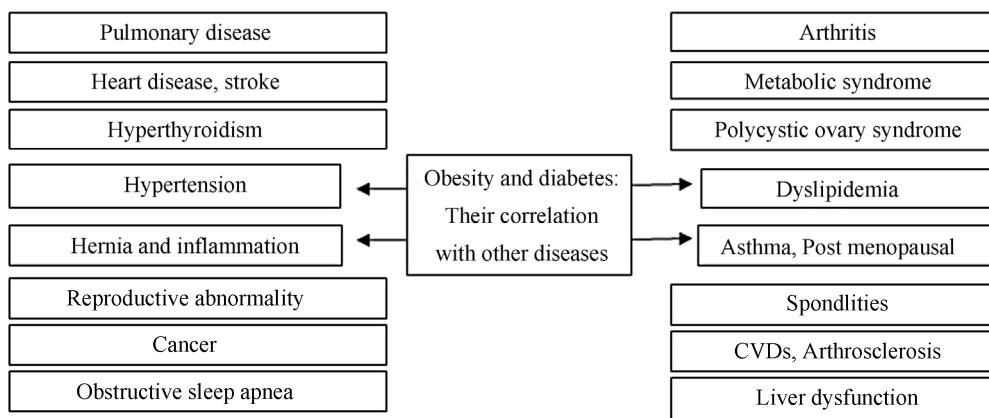 Pulmonary disease
Heart disease, stroke
Hyperthyroidism
Hypertension
Hernia and inflammation
Reproductive abnormality
Cancer
Obstructive sleep apnea
Obesity and diabetes:
Their correlation
with other diseases
Arthritis
Metabolic syndrome
Polycystic ovary syndrome
Dyslipidemia
Asthma, Post menopausal
Spondlities
CVDs, Arthrosclerosis
Liver dysfunction